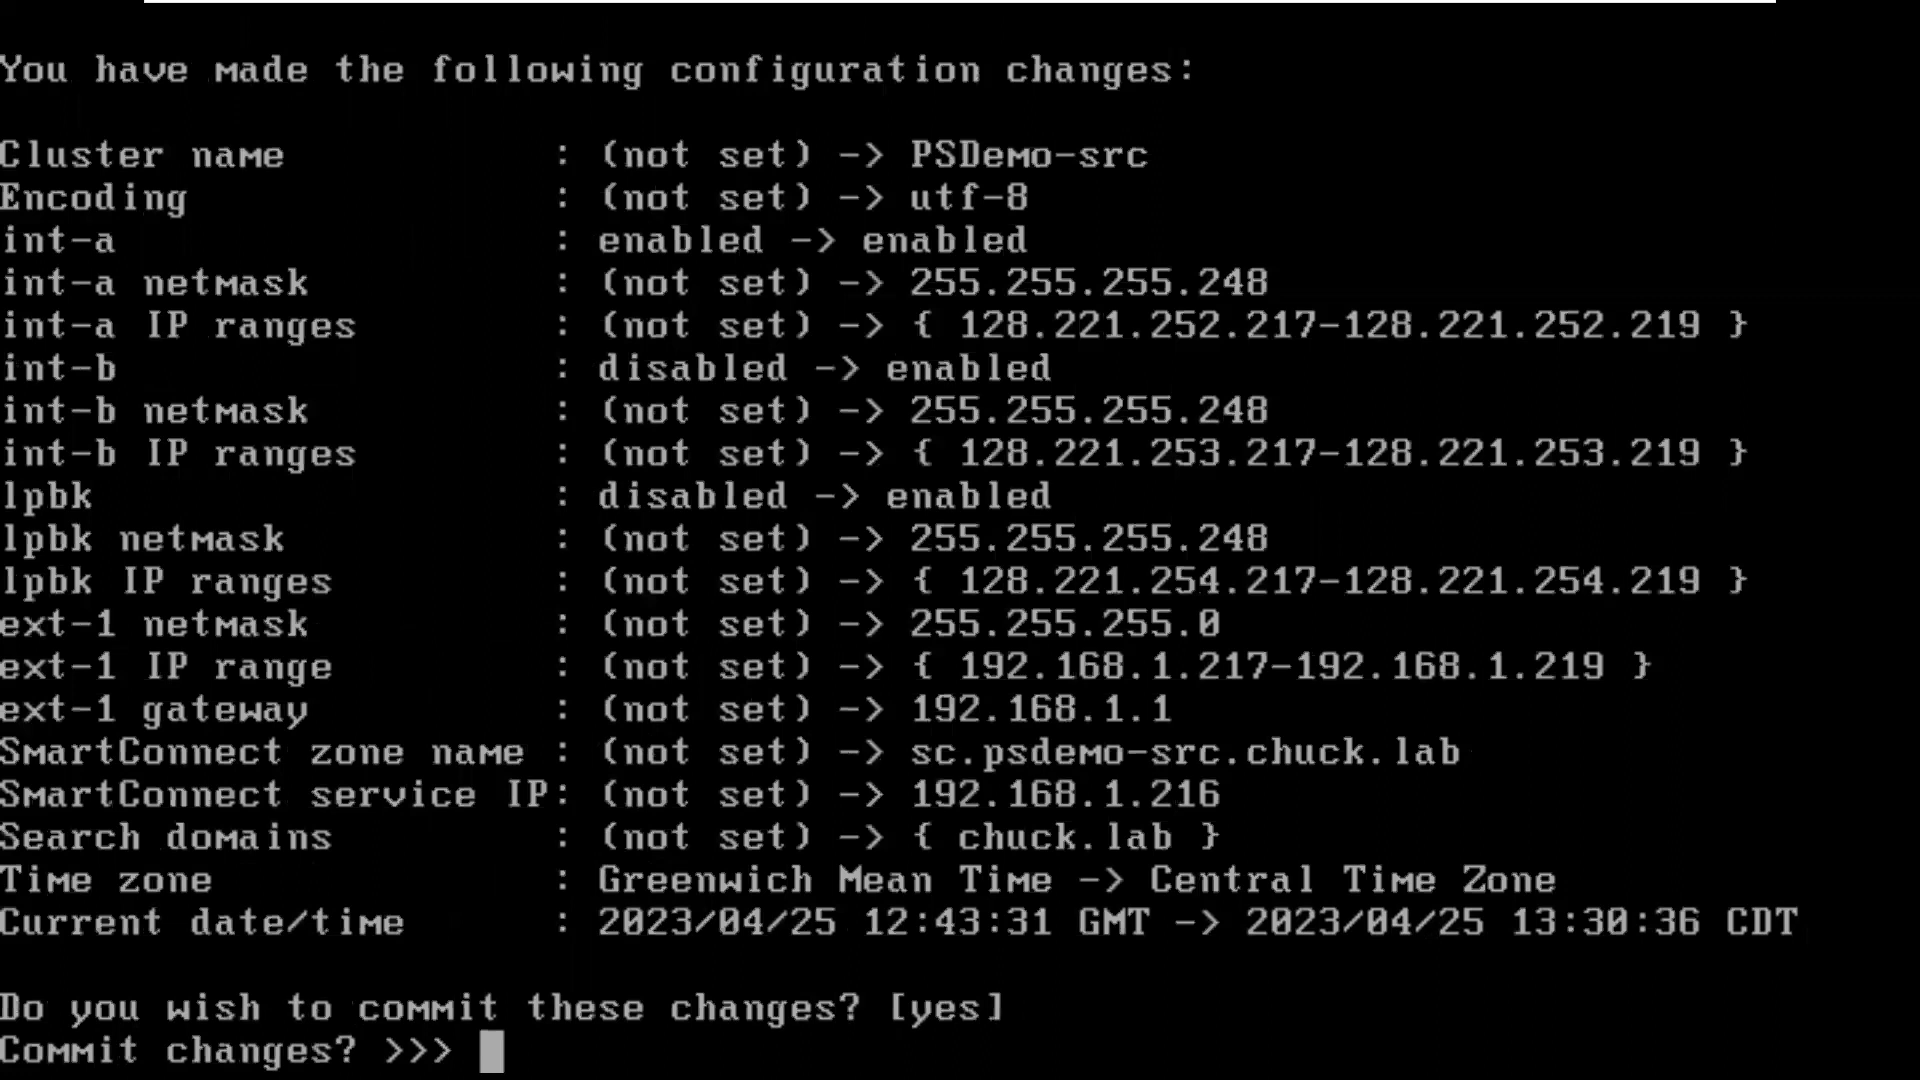 You have made the following configuration changes:
Cluster name : (not set) -> PSDemo-src
Encoding : (not set) -> utf-8
int-a : enabled -> enabled
int-a netmask : (not set) -> 255.255.255.248
int-a IP ranges : (not set) -> { 128.221.252.217-128.221.252.219 }
int-b : disabled -> enabled
int-b netmask : (not set) -> 255.255.255.248
int-b IP ranges : (not set) -> { 128.221.253.217-128.221.253.219 }
lpbk : disabled -> enabled
lpbk netmask : (not set) -> 255.255.255.248
lpbk IP ranges : (not set) -> { 128.221.254.217-128.221.254.219 }
ext-1 netmask : (not set) -> 255.255.255.0
ext-1 IP range : (not set) -> { 192.168.1.217-192.168.1.219 }
ext-1 gateway : (not set) -> 192.168.1.1
SmartConnect zone name : (not set) -> sc.psdemo-src.chuck.lab
SmartConnect service IP: (not set) -> 192.168.1.216
Search domains : (not set) -> { chuck.lab }
Time zone : Greenwich Mean Time -> Central Time Zone
Current date/time : 2023/04/25 12:43:31 GMT -> 2023/04/25 13:30:36 CDT
Do you wish to commit these changes? [yes]
Commit changes? >>>